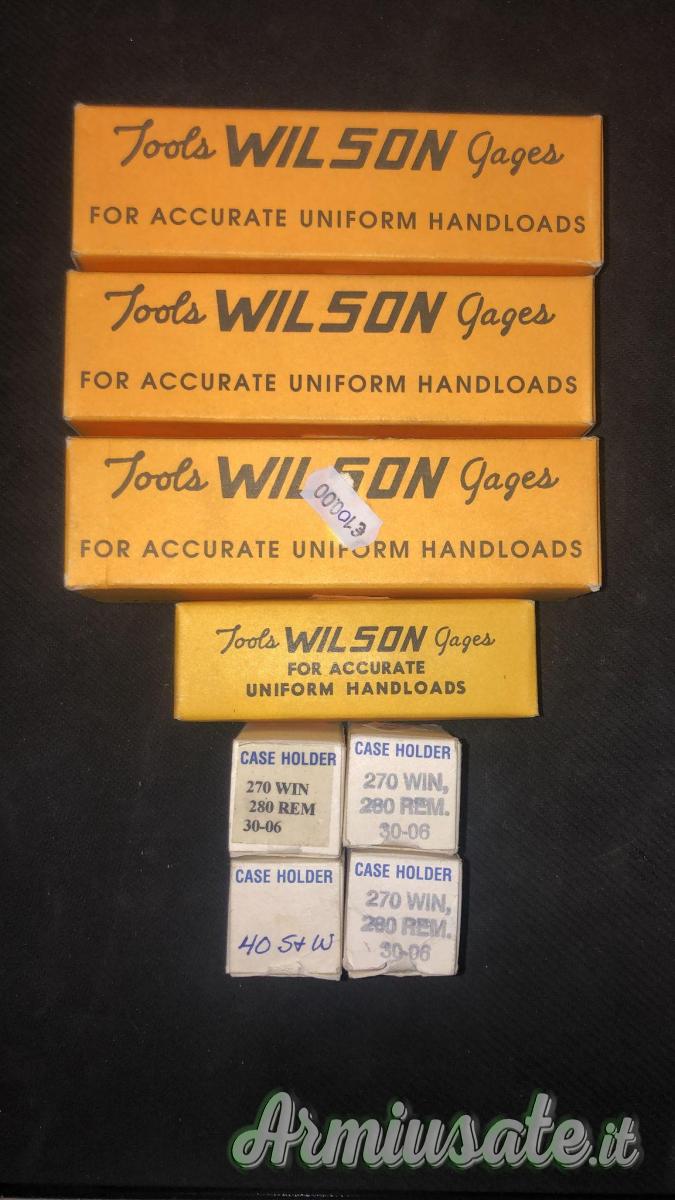 Tools WILSON Gages
FOR ACCURATE UNIFORM HANDLOADS
Tools WILSON Gages
FOR ACCURATE UNIFORM HANDLOADS
Tools WILSON Gages
€100.00
FOR ACCURATE UNIFORM HANDLOADS
Tools WILSON Gages
FOR ACCURATE
UNIFORM HANDLOADS
CASE HOLDER
270 WIN
280 REM
30-06
CASE HOLDER
270 WIN,
280 REM.
30-06
CASE HOLDER
40 S+W
CASE HOLDER
270 WIN,
280 REM.
30-06
Armiusate.it